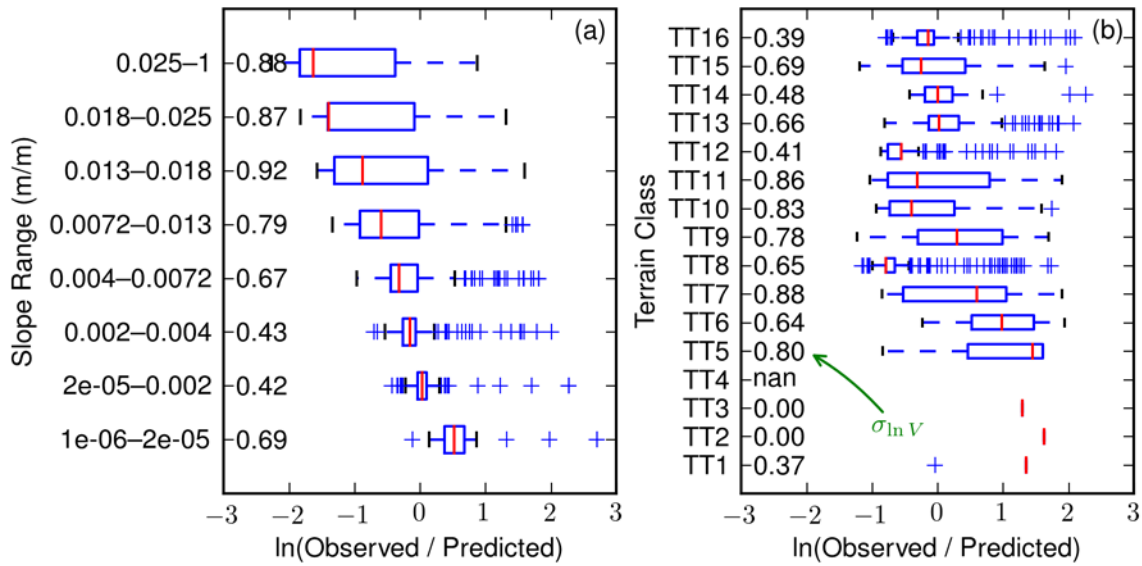 (a)
Slope Range (m/m)
0.025–1 0.88
0.018–0.025 0.87
0.013–0.018 0.92
0.0072–0.013 0.79
0.004–0.0072 0.67
0.002–0.004 0.43
2e-05–0.002 0.42
1e-06–2e-05 0.69
−3 −2 −1 0 1 2 3
ln(Observed / Predicted)
(b)
Terrain Class
TT16 0.39
TT15 0.69
TT14 0.48
TT13 0.66
TT12 0.41
TT11 0.86
TT10 0.83
TT9 0.78
TT8 0.65
TT7 0.88
TT6 0.64
TT5 0.80
TT4 nan
TT3 0.00
TT2 0.00
TT1 0.37
σ ln V
−3 −2 −1 0 1 2 3
ln(Observed / Predicted)